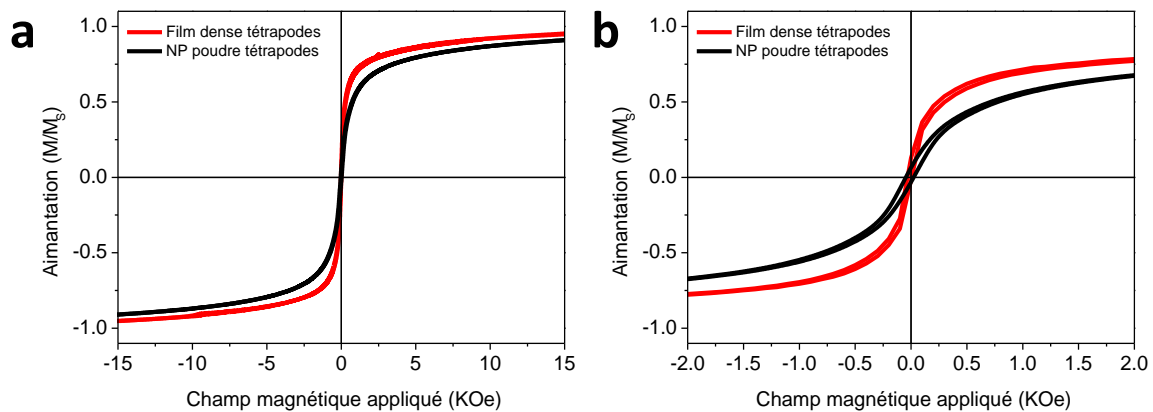 a
Film dense tétrapodes
NP poudre tétrapodes
1.0
0.5
0.0
-0.5
-1.0
Aimantation (M/MS)
-15 -10 -5 0 5 10 15
Champ magnétique appliqué (KOe)
b
Film dense tétrapodes
NP poudre tétrapodes
1.0
0.5
0.0
-0.5
-1.0
Aimantation (M/MS)
-2.0 -1.5 -1.0 -0.5 0.0 0.5 1.0 1.5 2.0
Champ magnétique appliqué (KOe)